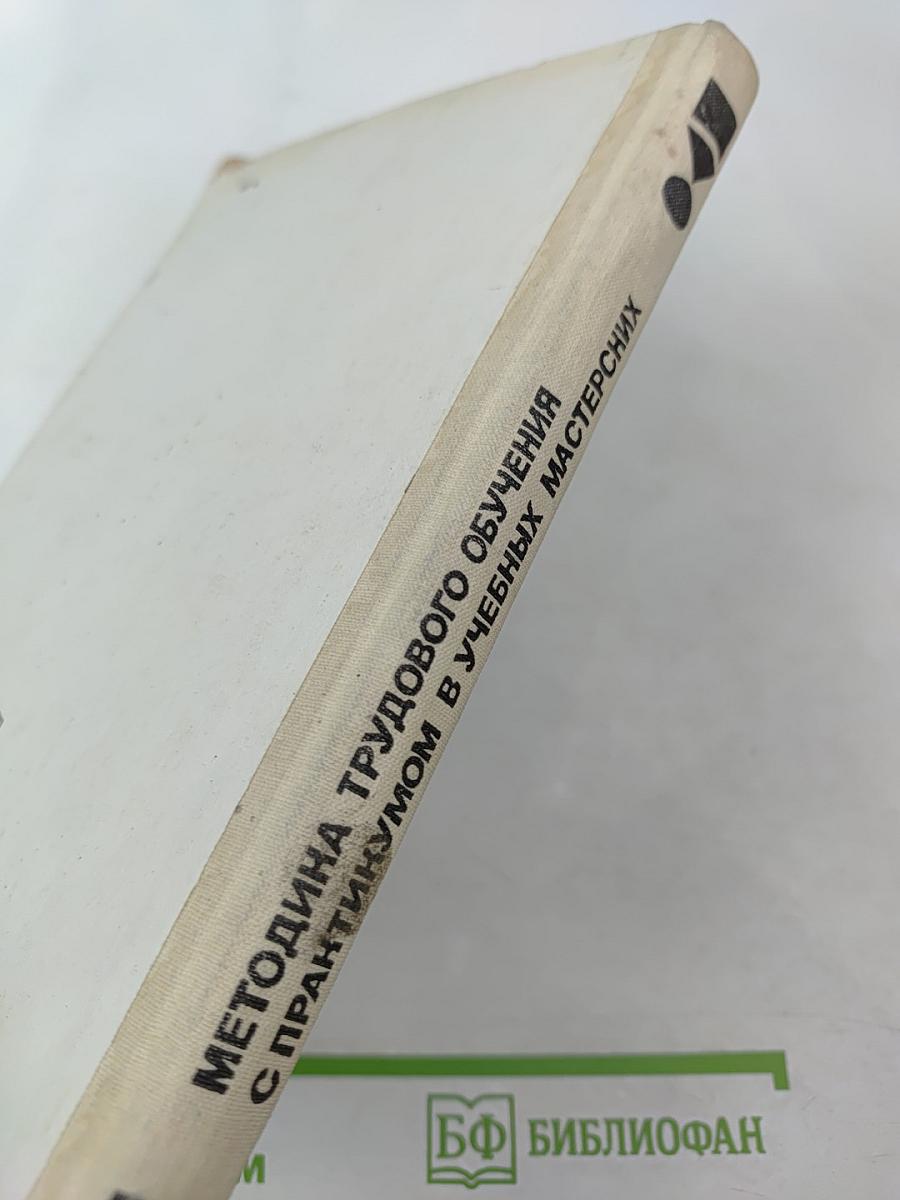 МЕТОДИКА ТРУДОВОГО ОБУЧЕНИЯ
С ПРАКТИКУМОМ В УЧЕБНЫХ МАСТЕРСКИХ
БФ БИБЛИОФАН